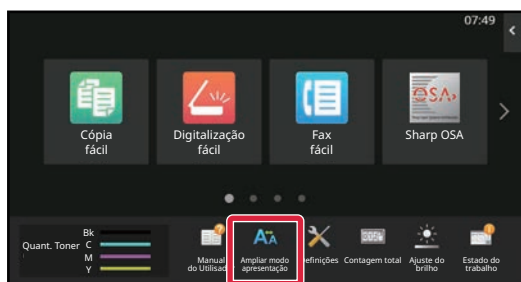 07:49
Cópia
fácil
Digitalização
fácil
Fax
fácil
OSA
Sharp OSA
Quant. Toner
Bk
C
M
Y
Manual
do Utilisad
Ampliar modo
apresentação
efinições
Contagem total
Ajuste do
brilho
Estado do
trabalho